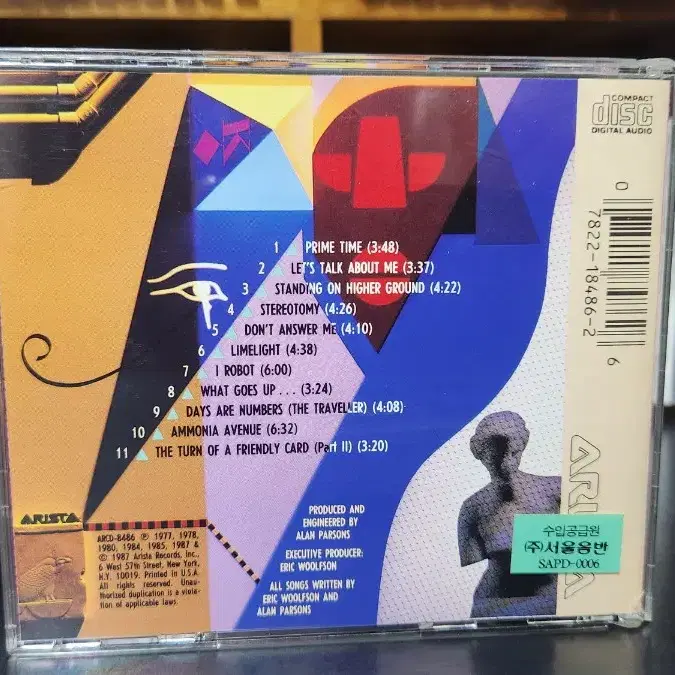 COMPACT
disc
DIGITAL AUDIO
0
7822-18486-2
6
1 PRIME TIME (3:48)
2 LET'S TALK ABOUT ME (3:37)
3 STANDING ON HIGHER GROUND (4:22)
4 STEREOTOMY (4:26)
5 DON'T ANSWER ME (4:10)
6 LIMELIGHT (4:38)
7 I ROBOT (6:00)
8 WHAT GOES UP . . . (3:24)
9 DAYS ARE NUMBERS (THE TRAVELLER) (4:08)
10 AMMONIA AVENUE (6:32)
11 THE TURN OF A FRIENDLY CARD (Part II) (3:20)
ARISTA
ARCD-8486 ℗ 1977, 1978,
1980, 1984, 1985, 1987 &
© 1987 Arista Records, Inc.,
6 West 57th Street, New York,
N.Y. 10019. Printed in U.S.A.
All rights reserved. Unau-
thorized duplication is a viola-
tion of applicable laws.
PRODUCED AND
ENGINEERED BY
ALAN PARSONS
EXECUTIVE PRODUCER:
ERIC WOOLFSON
ALL SONGS WRITTEN BY
ERIC WOOLFSON AND
ALAN PARSONS
수입공급원
(주)서울음반
SAPD-0006